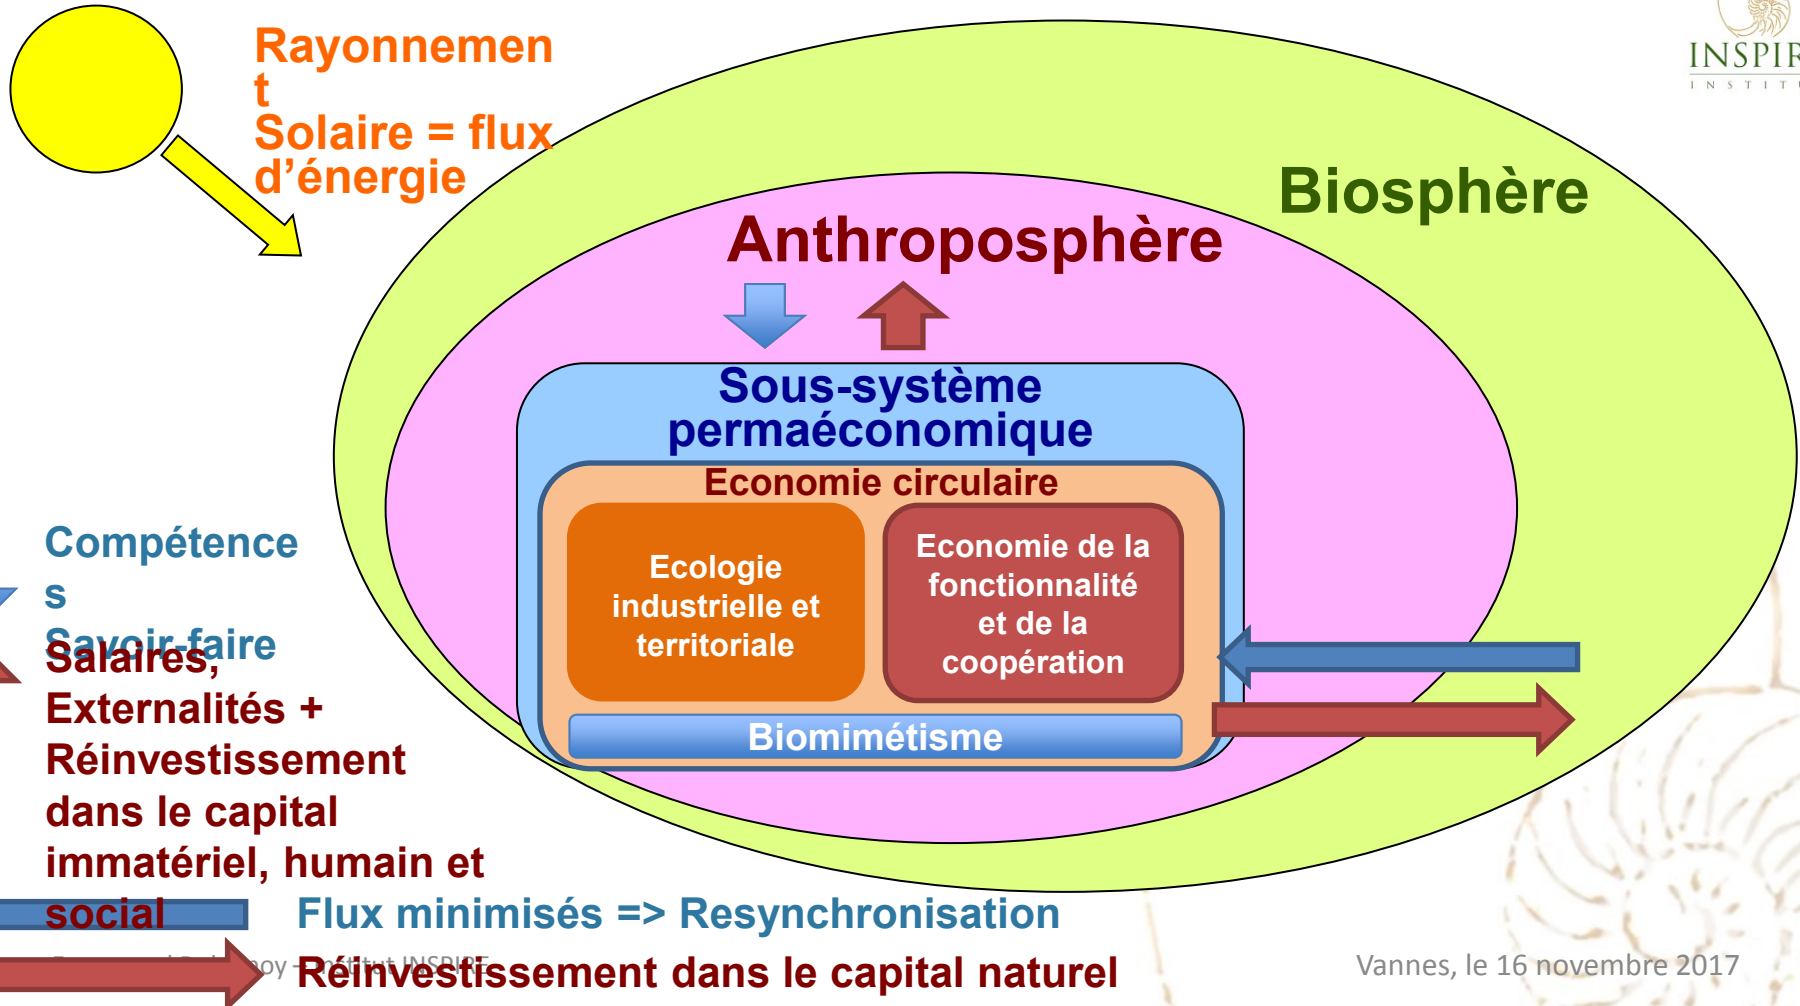 Rayonnemen
t
Solaire = flux
d’énergie
INSPIR
INSTITU
Biosphère
Anthroposphère
Sous-système
permaéconomique
Economie circulaire
Ecologie
industrielle et
territoriale
Economie de la
fonctionnalité
et de la
coopération
Biomimétisme
Compétence
s
Savoir-faire
Salaires,
Externalités +
Réinvestissement
dans le capital
immatériel, humain et
social
Flux minimisés => Resynchronisation
Réinvestissement dans le capital naturel
Institut INSPIRE
Vannes, le 16 novembre 2017